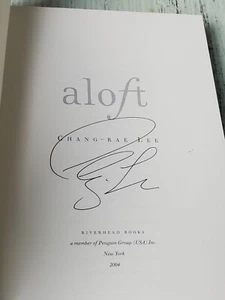 aloft
CHANG-RAE LEE
RIVERHEAD BOOKS
a member of Penguin Group (USA) Inc.
New York
2004